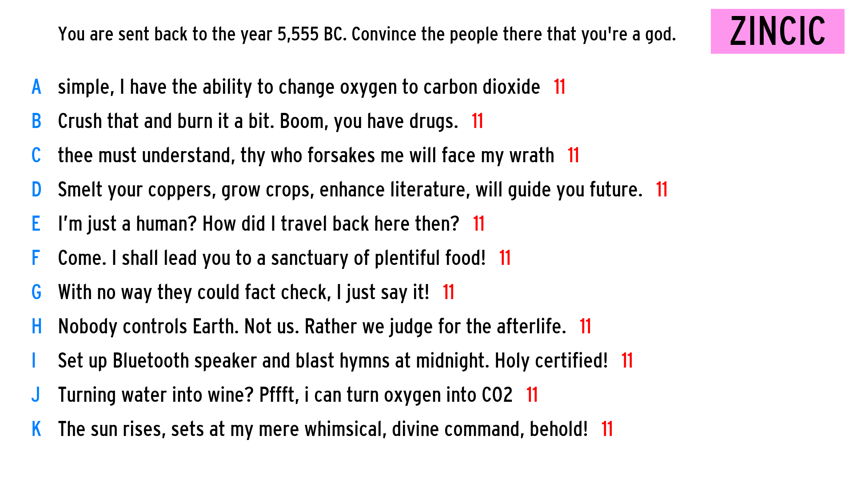 You are sent back to the year 5,555 BC. Convince the people there that you're a god.
ZINCIC
A simple, I have the ability to change oxygen to carbon dioxide 11
B Crush that and burn it a bit. Boom, you have drugs. 11
C thee must understand, thy who forsakes me will face my wrath 11
D Smelt your coppers, grow crops, enhance literature, will guide you future. 11
E I'm just a human? How did I travel back here then? 11
F Come. I shall lead you to a sanctuary of plentiful food! 11
G With no way they could fact check, I just say it! 11
H Nobody controls Earth. Not us. Rather we judge for the afterlife. 11
I Set up Bluetooth speaker and blast hymns at midnight. Holy certified! 11
J Turning water into wine? Pffft, i can turn oxygen into CO2 11
K The sun rises, sets at my mere whimsical, divine command, behold! 11